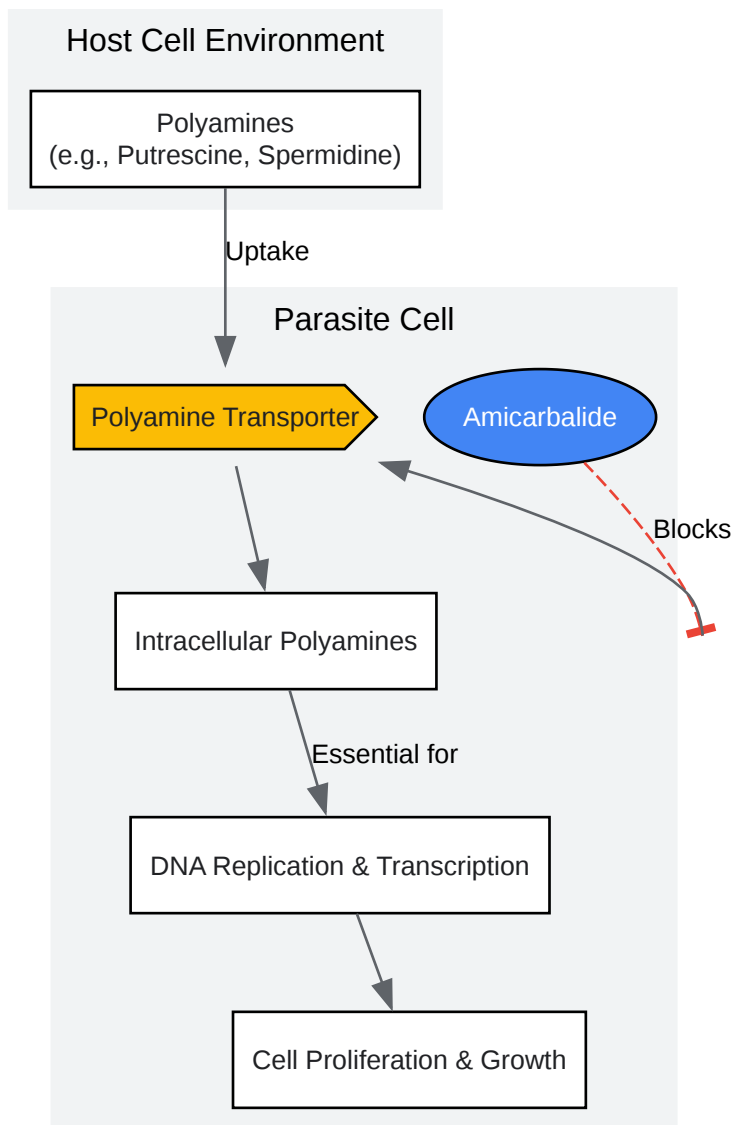 Host Cell Environment
Polyamines
(e.g., Putrescine, Spermidine)
Uptake
Parasite Cell
Polyamine Transporter
Amicarbalide
Blocks
Intracellular Polyamines
Essential for
DNA Replication & Transcription
Cell Proliferation & Growth